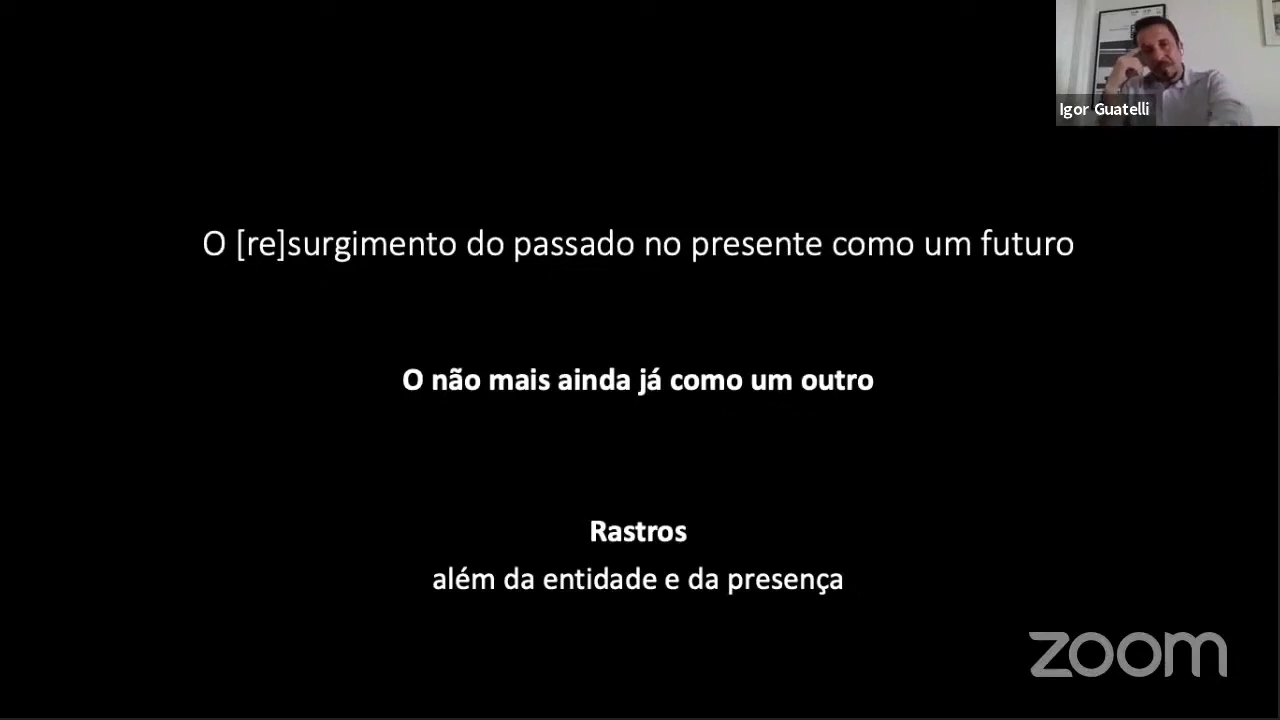 Igor Guatelli
O [re]surgimento do passado no presente como um futuro
O não mais ainda já como um outro
Rastros
além da entidade e da presença
zoom